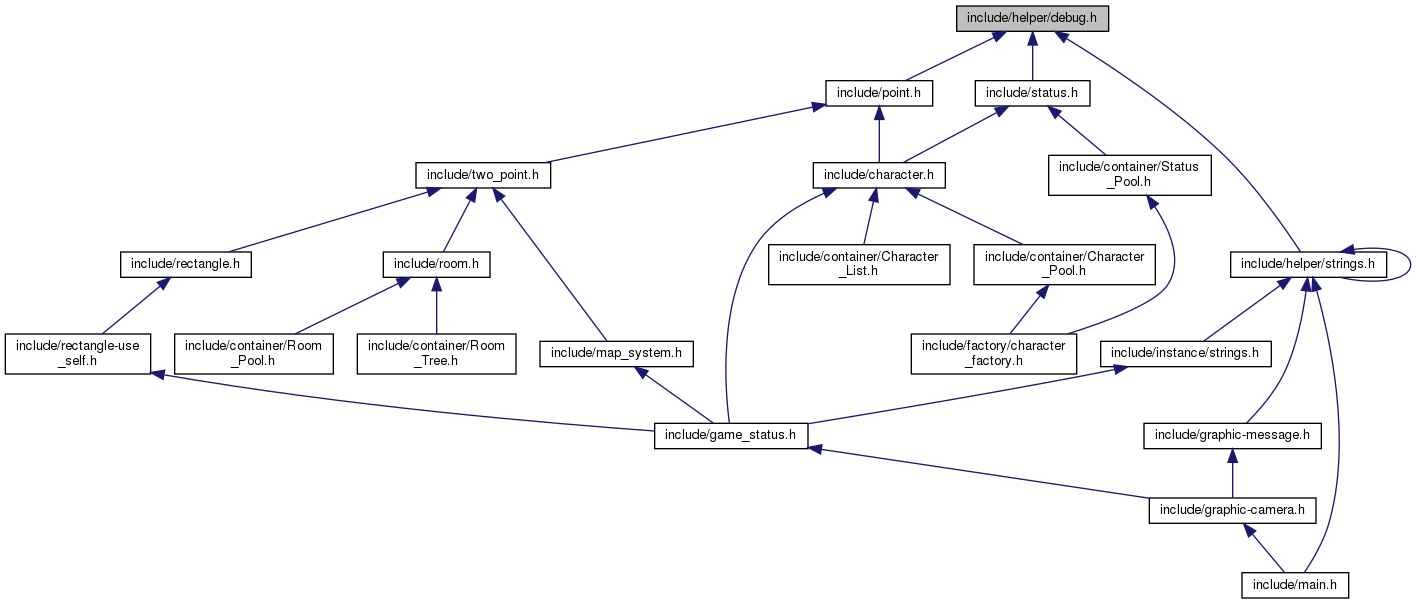 include/helper/debug.h
include/point.h
include/status.h
include/two_point.h
include/character.h
include/container/Status
_Pool.h
include/rectangle.h
include/room.h
include/container/Character
_List.h
include/container/Character
_Pool.h
include/helper/strings.h
include/rectangle-use
_self.h
include/container/Room
_Pool.h
include/container/Room
_Tree.h
include/map_system.h
include/factory/character
_factory.h
include/instance/strings.h
include/game_status.h
include/graphic-message.h
include/graphic-camera.h
include/main.h